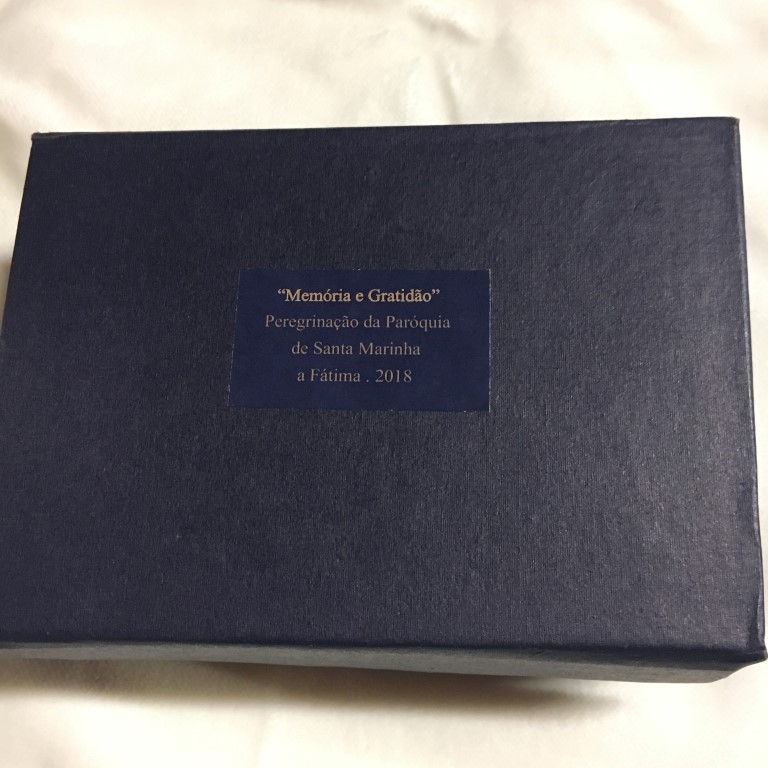 “Memória e Gratidão”
Peregrinação da Paróquia
de Santa Marinha
a Fátima . 2018